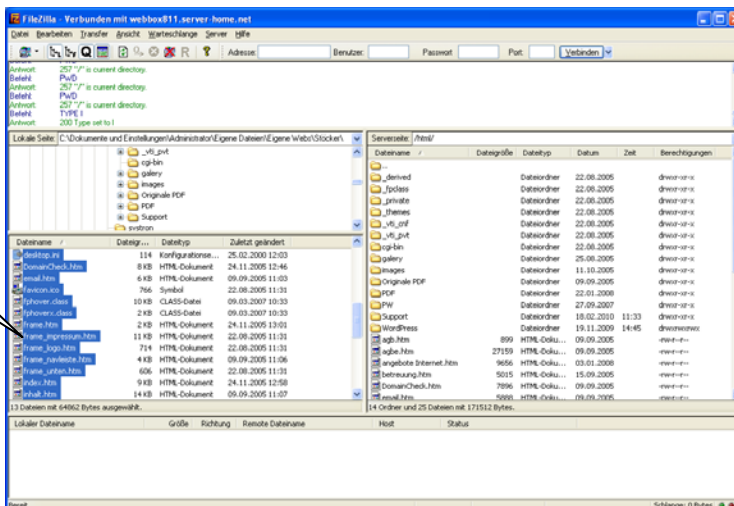 FileZilla - Verbunden mit webbox811.server-home.net
Datei Bearbeiten Transfer Ansicht Warteschlange Server Hilfe
Adresse: Benutzer: Passwort Port: Verbinden
Antwort: 257 "/" is current directory.
Befehl: PWD
Antwort: 257 "/" is current directory.
Befehl: PWD
Antwort: 257 "/" is current directory.
Befehl: TYPE I
Antwort: 200 Type set to I
Lokale Seite: C:\Dokumente und Einstellungen\Administrator\Eigene Dateien\Eigene Webs\Stocker\
_vti_pvt
cgi-bin
galery
images
Originale PDF
PDF
Support
systron
Dateiname / Dateigr... Dateityp Zuletzt geändert
desktop.ini 114 Konfigurationse... 25.02.2000 12:03
DomainCheck.htm 8 KB HTML-Dokument 24.11.2005 12:46
email.htm 6 KB HTML-Dokument 09.09.2005 11:03
favicon.ico 766 Symbol 22.08.2005 11:31
fphover.class 10 KB CLASS-Datei 09.03.2007 10:33
fphoverx.class 2 KB CLASS-Datei 09.03.2007 10:33
frame.htm 2 KB HTML-Dokument 24.11.2005 13:01
frame_impressum.htm 11 KB HTML-Dokument 22.08.2005 11:31
frame_logo.htm 714 HTML-Dokument 22.08.2005 11:31
frame_navleiste.htm 4 KB HTML-Dokument 09.09.2005 11:06
frame_unten.htm 606 HTML-Dokument 22.08.2005 11:31
index.htm 9 KB HTML-Dokument 24.11.2005 12:58
inhalt.htm 14 KB HTML-Dokument 09.09.2005 11:07
13 Dateien mit 64862 Bytes ausgewählt.
Serverseite: /html/
Dateiname / Dateigröße Dateityp Datum Zeit Berechtigungen
..
_derived Dateiordner 22.08.2005 drwxr-xr-x
_fpclass Dateiordner 22.08.2005 drwxr-xr-x
_private Dateiordner 22.08.2005 drwxr-xr-x
_themes Dateiordner 22.08.2005 drwxr-xr-x
_vti_cnf Dateiordner 22.08.2005 drwxr-xr-x
_vti_pvt Dateiordner 22.08.2005 drwxr-xr-x
cgi-bin Dateiordner 22.08.2005 drwxr-xr-x
galery Dateiordner 25.08.2005 drwxr-xr-x
images Dateiordner 11.10.2005 drwxr-xr-x
Originale PDF Dateiordner 09.09.2005 drwxr-xr-x
PDF Dateiordner 22.01.2008 drwxr-xr-x
PW Dateiordner 27.09.2007 drwxr-xr-x
Support Dateiordner 18.02.2010 11:33 drwxr-xr-x
WordPress Dateiordner 19.11.2009 14:45 drwxrwxrwx
agb.htm 899 HTML-Doku... 09.09.2005 -rw-r--r--
agbe.htm 27159 HTML-Doku... 09.09.2005 -rw-r--r--
angebote Internet.htm 9656 HTML-Doku... 03.01.2008 -rw-r--r--
betreuung.htm 5015 HTML-Doku... 15.09.2005 -rw-r--r--
DomainCheck.htm 7896 HTML-Doku... 09.09.2005 -rw-r--r--
email.htm 5888 HTML-Doku... 09.09.2005 -rw-r--r--
14 Ordner und 25 Dateien mit 171512 Bytes.
Lokaler Dateiname Größe Richtung Remote Dateiname Host Status
Bereit Schlange: 0 Bytes